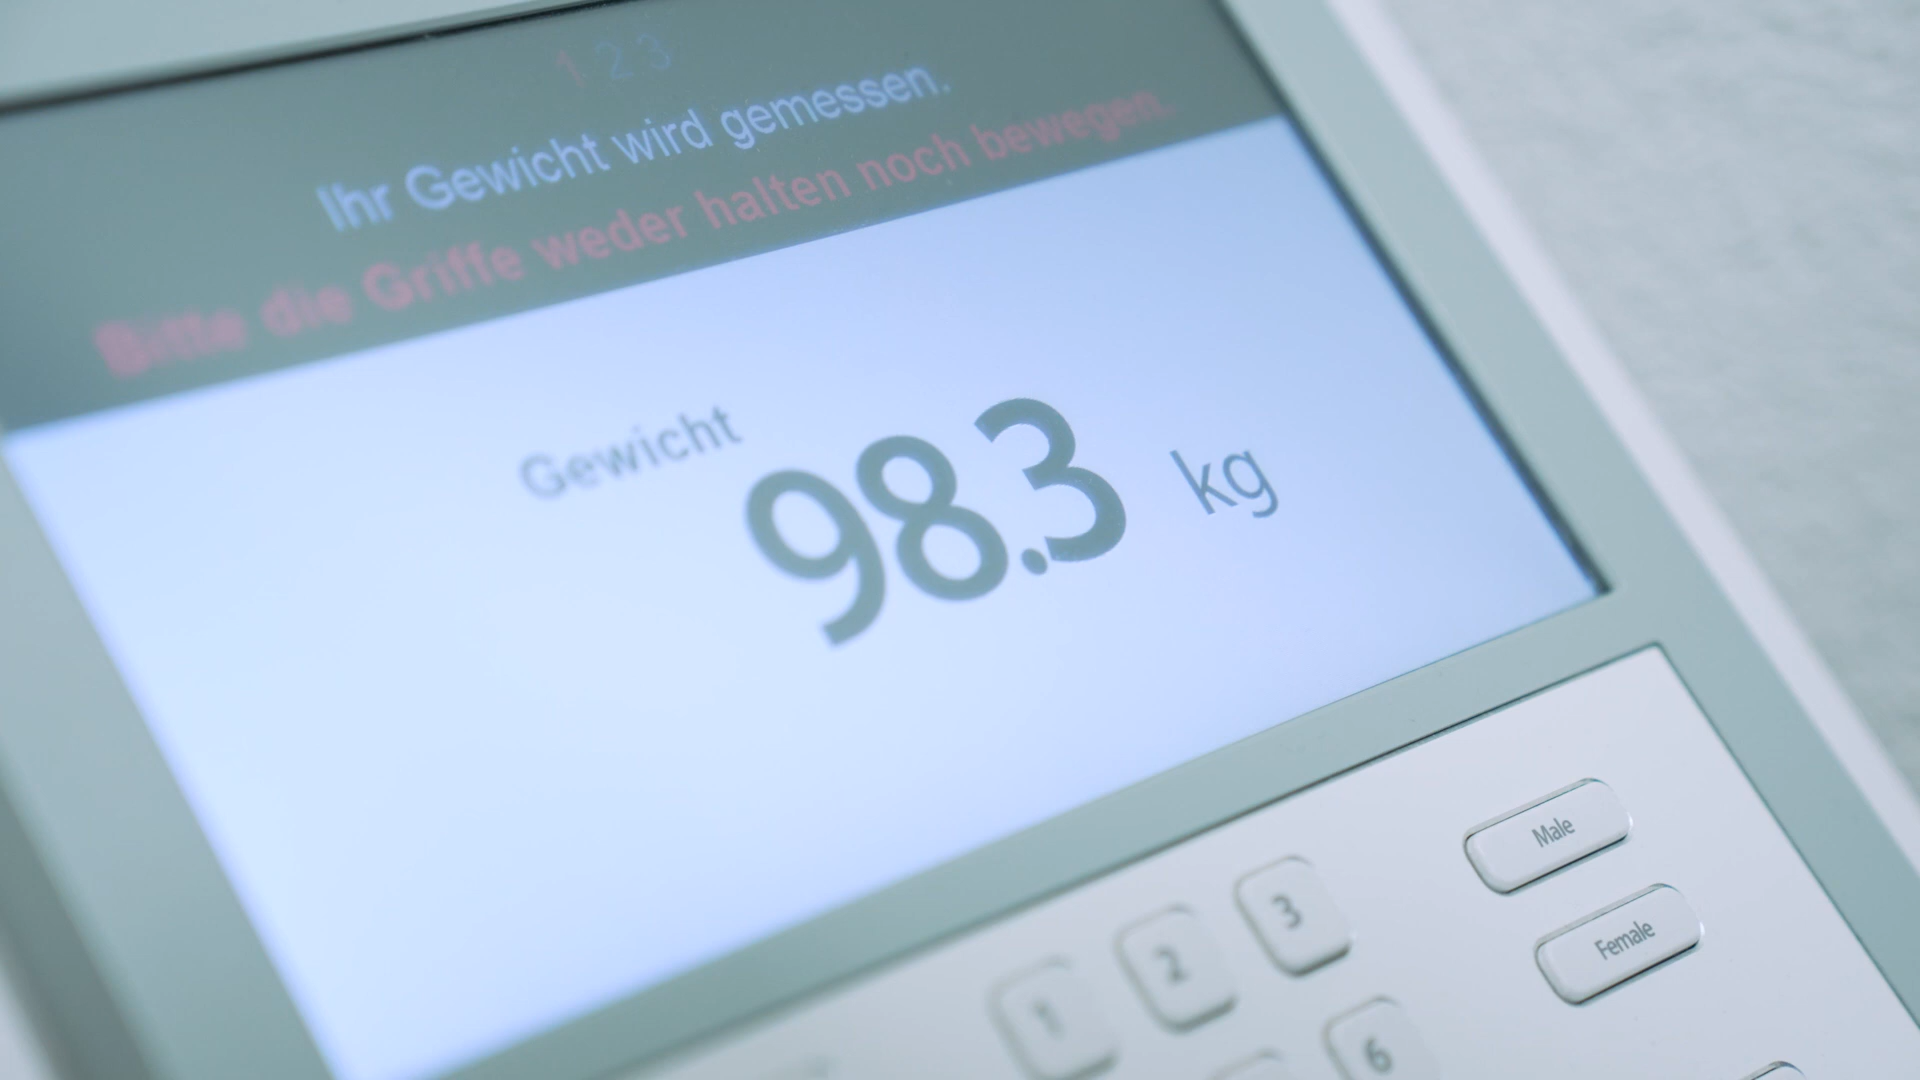 1 2 3
Ihr Gewicht wird gemessen.
Bitte die Griffe weder halten noch bewegen.
Gewicht 98.3 kg
Male
Female
1 2 3
6